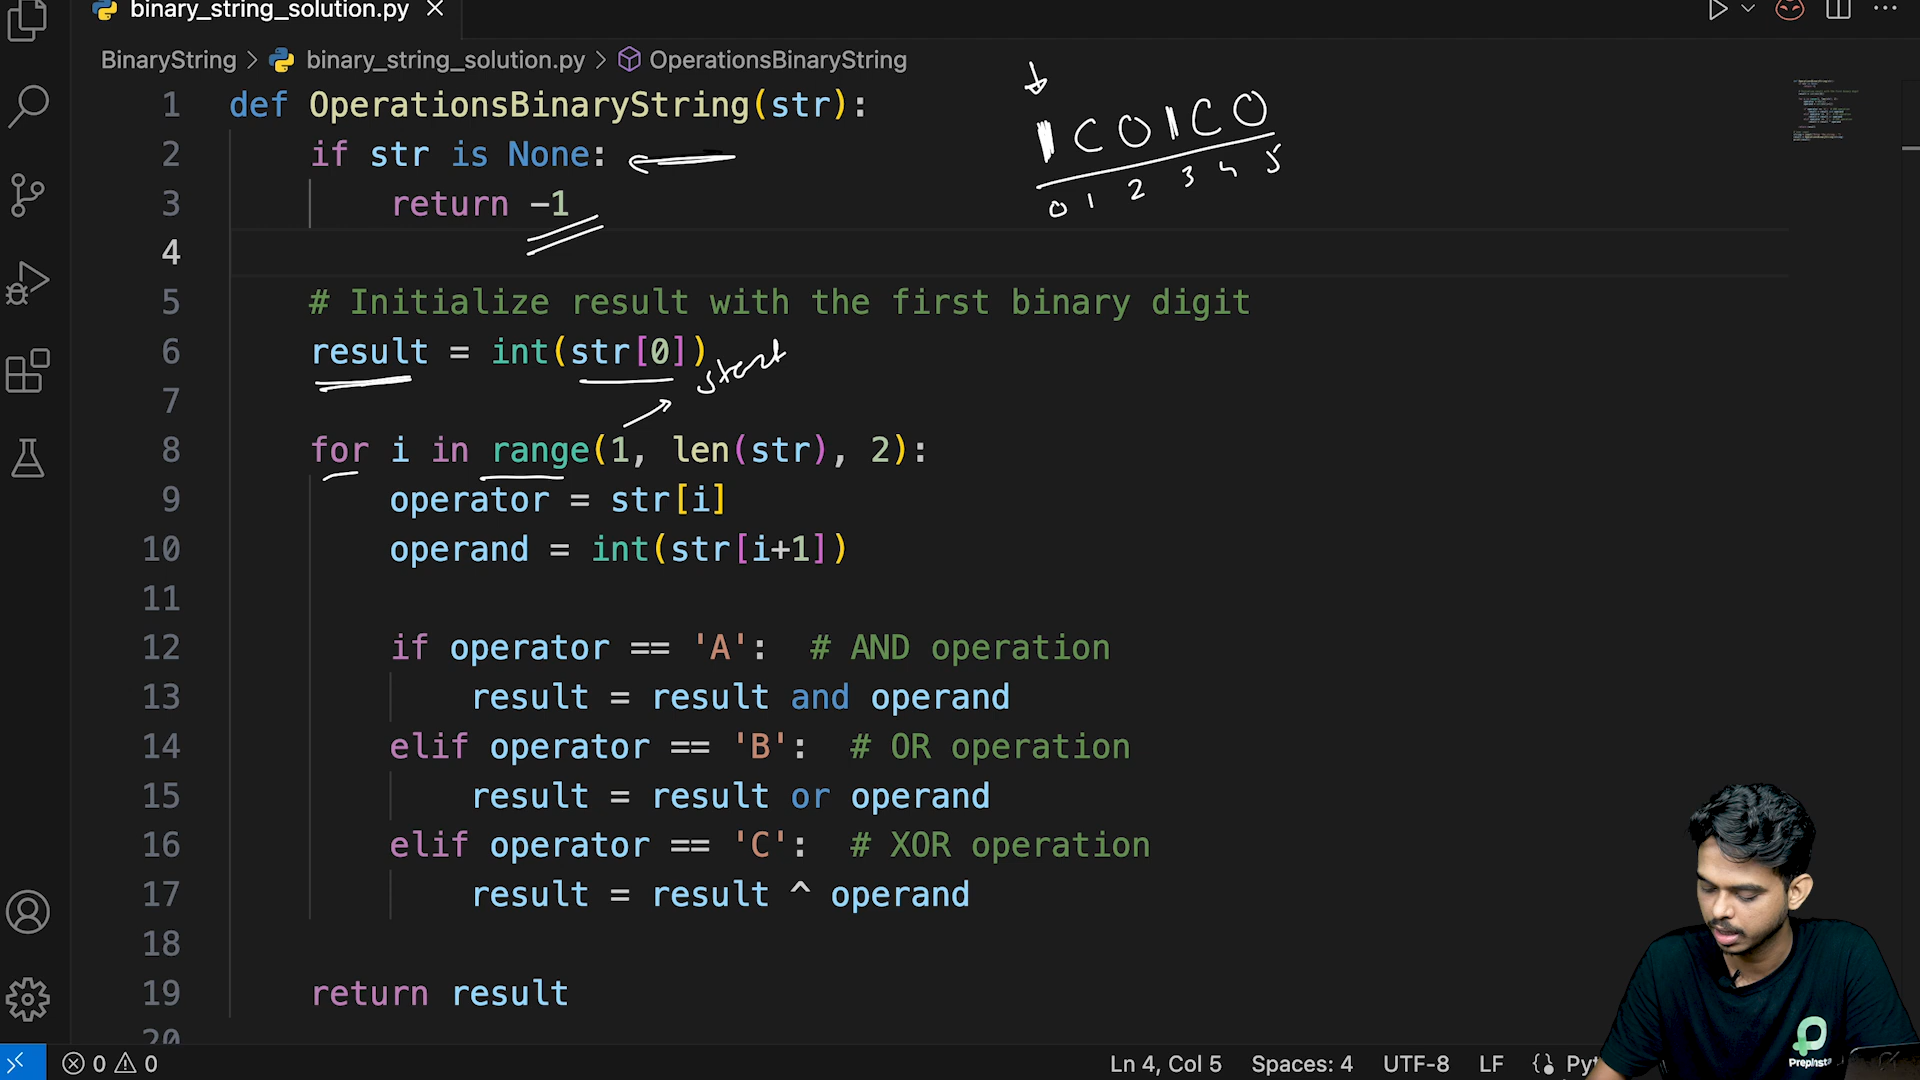 binary_string_solution.py
BinaryString > binary_string_solution.py > OperationsBinaryString
1 def OperationsBinaryString(str):
2 if str is None:
3 return -1
4
5 # Initialize result with the first binary digit
6 result = int(str[0])
7
8 for i in range(1, len(str), 2):
9 operator = str[i]
10 operand = int(str[i+1])
11
12 if operator == 'A': # AND operation
13 result = result and operand
14 elif operator == 'B': # OR operation
15 result = result or operand
16 elif operator == 'C': # XOR operation
17 result = result ^ operand
18
19 return result
20
1C01C0
0 1 2 3 4 5
start
PrepInsta
0 0 Ln 4, Col 5 Spaces: 4 UTF-8 LF {} Py